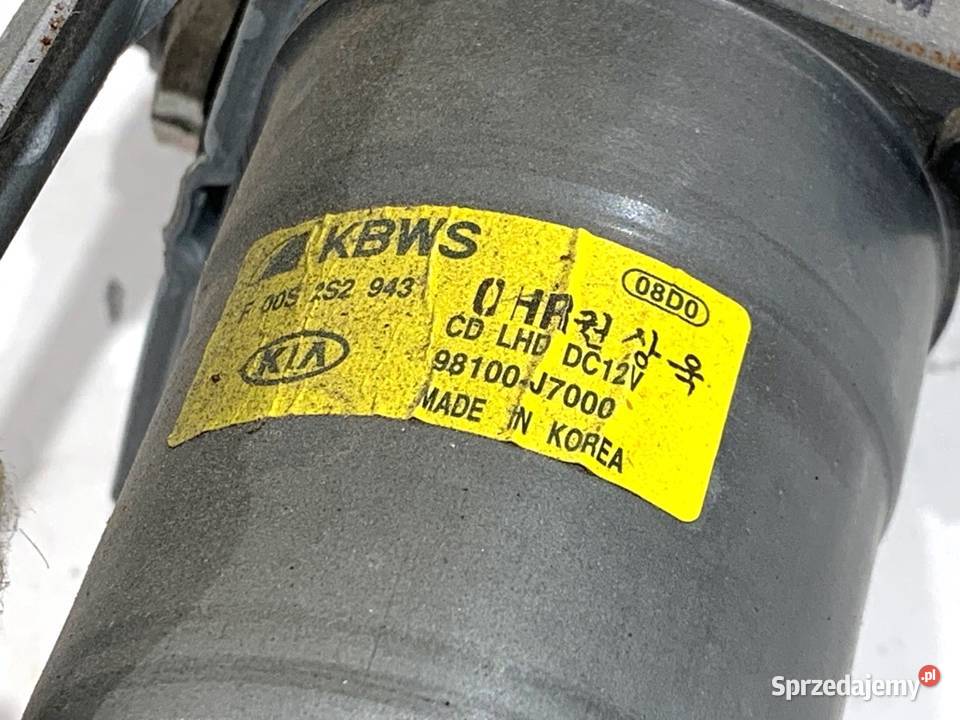 KBWS
08D0
F 00S 2S2 943
0 HR권상욱
KIA
CD LHD DC12V
98100-J7000
MADE IN KOREA
Sprzedajemy.pl